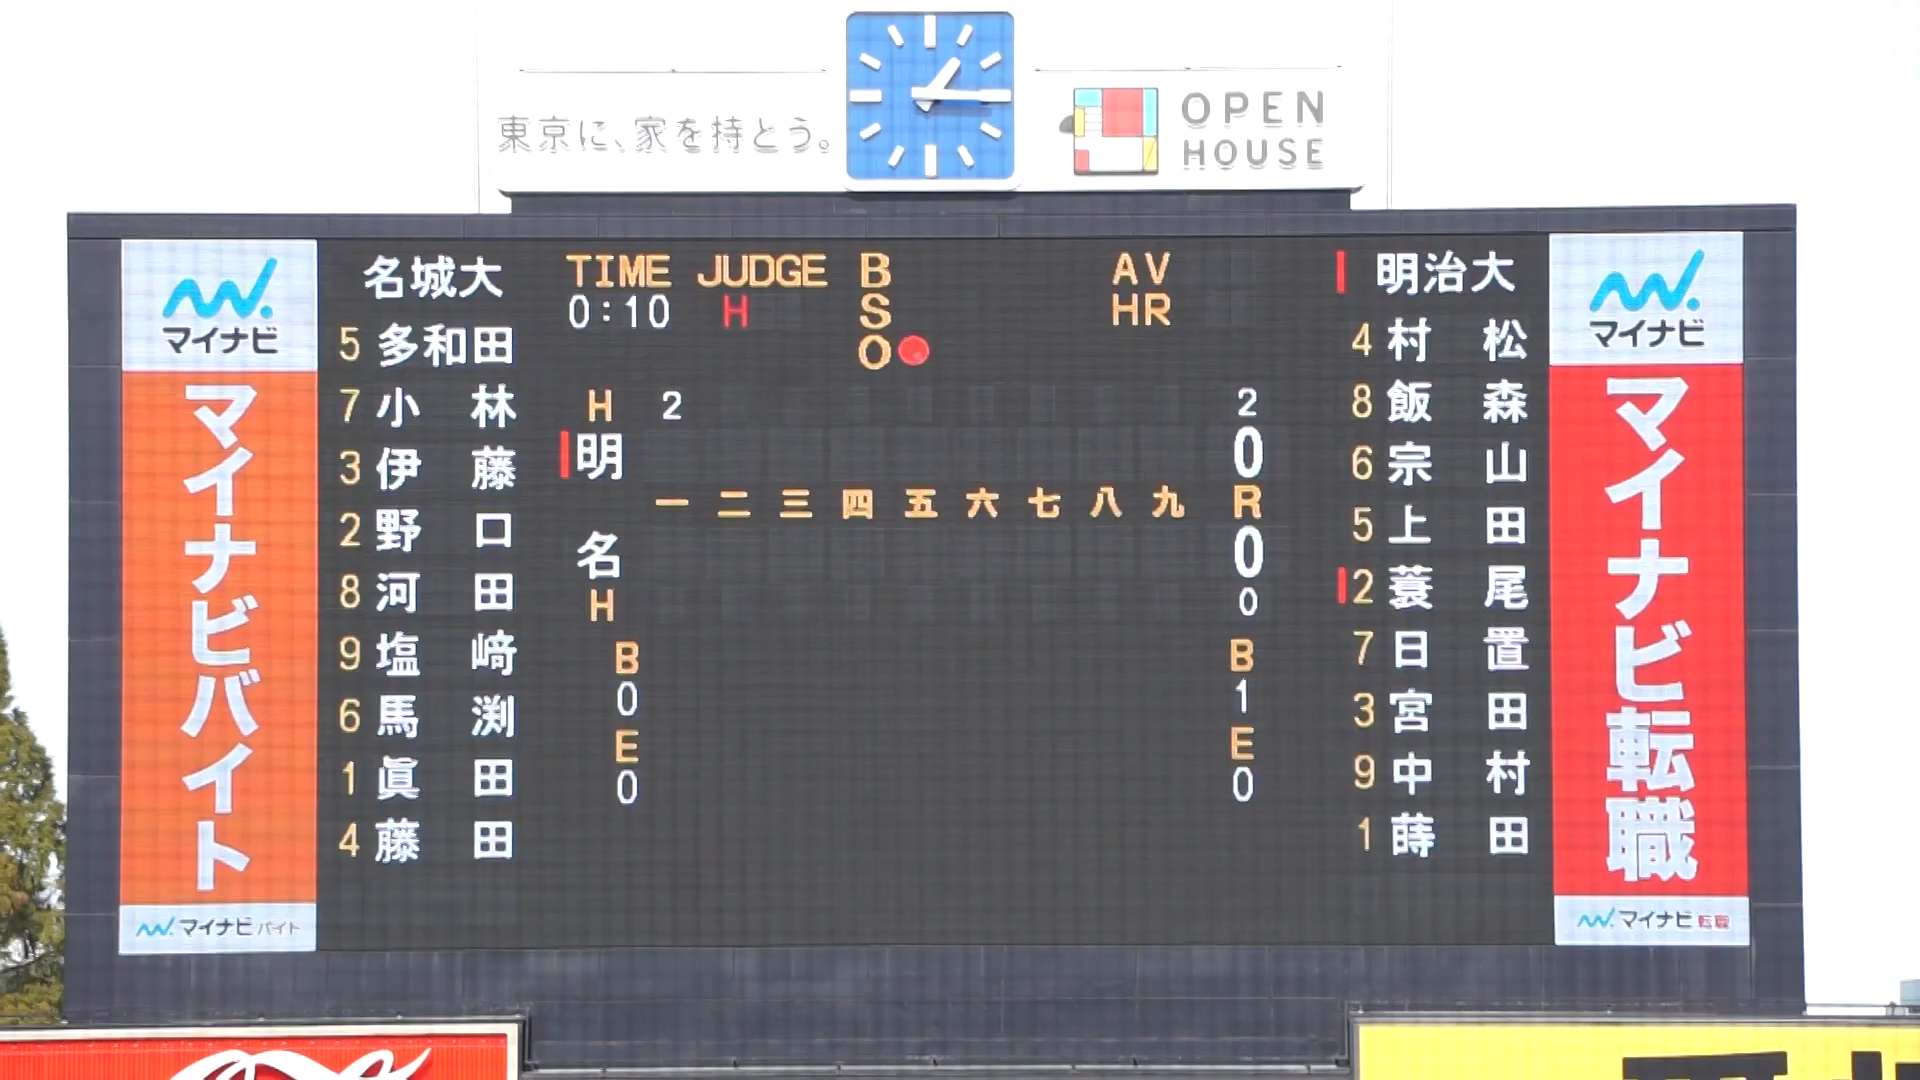 東京に、家を持とう。
OPEN
HOUSE
マイナビ
マイナビバイト
マイナビ バイト
名城大
5 多和田
7 小林
3 伊藤
2 野口
8 河田
9 塩﨑
6 馬渕
1 眞田
4 藤田
TIME JUDGE B AV
0:10 H S HR
O
H 2 2
明 0
一 二 三 四 五 六 七 八 九 R
名 0
H 0
B B
0 1
E E
0 0
明治大
4 村松
8 飯森
6 宗山
5 上田
2 蓑尾
7 日置
3 宮田
9 中村
1 蒔田
マイナビ
マイナビ転職
マイナビ 転職